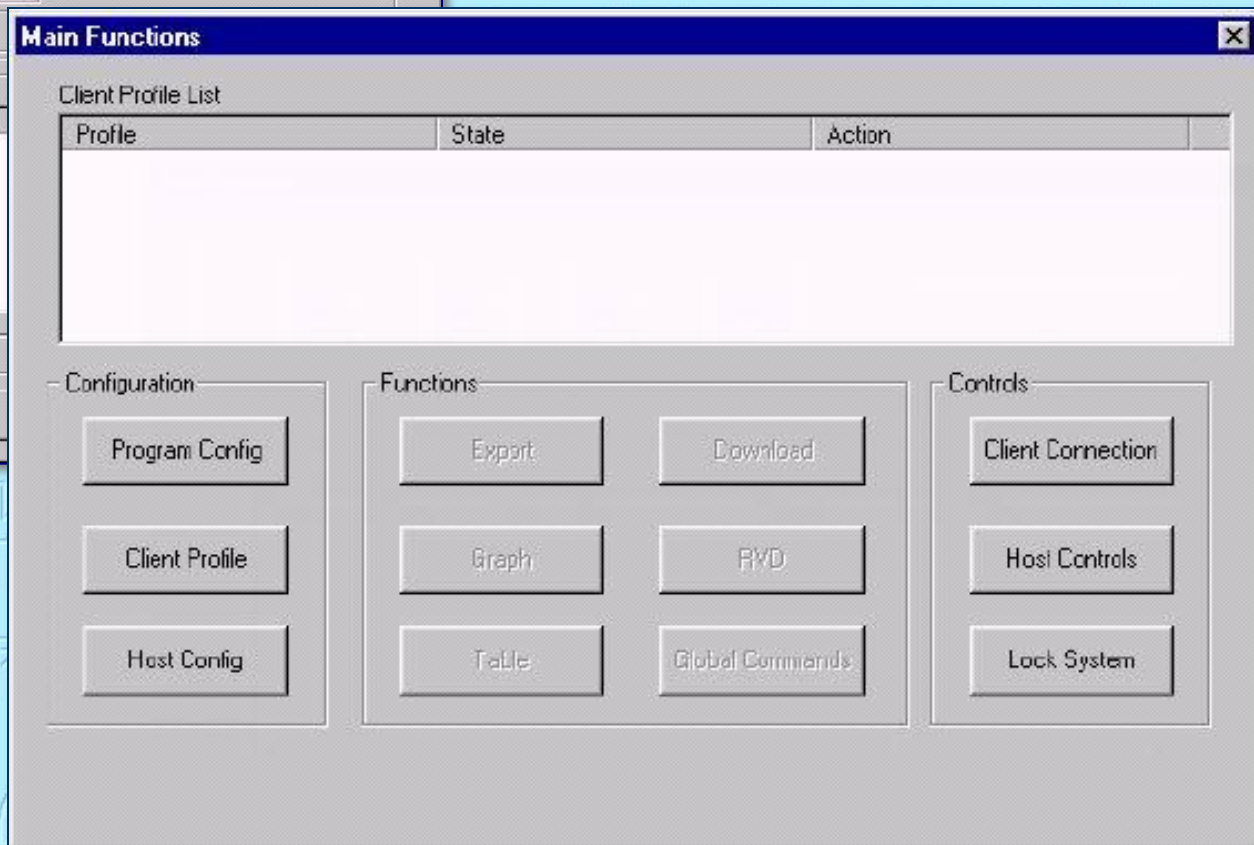 Main Functions
Client Profile List
Profile State Action
Configuration Functions Controls
Program Config Export Download Client Connection
Client Profile Graph RVD Host Controls
Host Config Table Global Commands Lock System